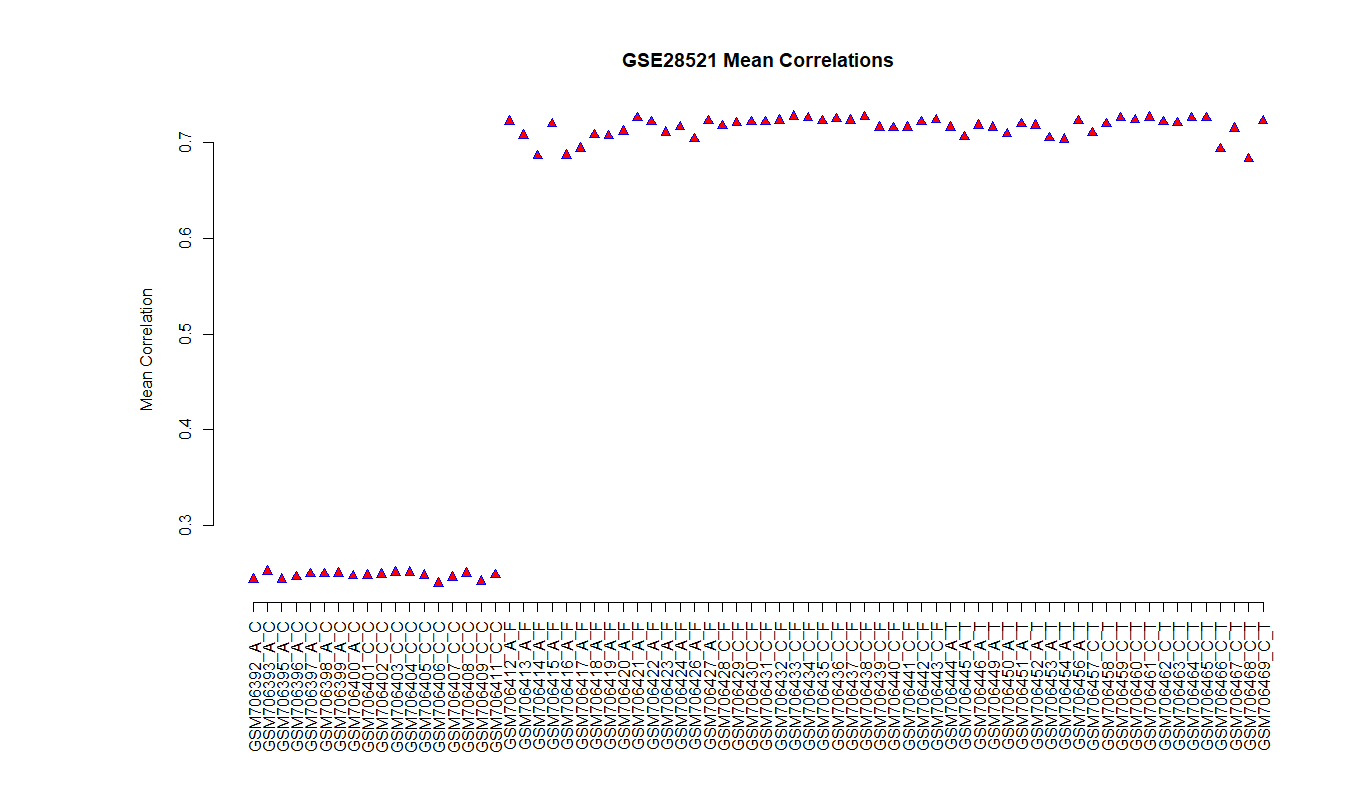 GSE28521 Mean Correlations
Mean Correlation
0.7
0.6
0.5
0.4
0.3
GSM706392_A_C
GSM706393_A_C
GSM706395_A_C
GSM706396_A_C
GSM706397_A_C
GSM706398_A_C
GSM706399_A_C
GSM706400_A_C
GSM706401_C_C
GSM706402_C_C
GSM706403_C_C
GSM706404_C_C
GSM706405_C_C
GSM706406_C_C
GSM706407_C_C
GSM706408_C_C
GSM706409_C_C
GSM706411_C_C
GSM706412_A_F
GSM706413_A_F
GSM706414_A_F
GSM706415_A_F
GSM706416_A_F
GSM706417_A_F
GSM706418_A_F
GSM706419_A_F
GSM706420_A_F
GSM706421_A_F
GSM706422_A_F
GSM706423_A_F
GSM706424_A_F
GSM706426_A_F
GSM706427_A_F
GSM706428_C_F
GSM706429_C_F
GSM706430_C_F
GSM706431_C_F
GSM706432_C_F
GSM706433_C_F
GSM706434_C_F
GSM706435_C_F
GSM706436_C_F
GSM706437_C_F
GSM706438_C_F
GSM706439_C_F
GSM706440_C_F
GSM706441_C_F
GSM706442_C_F
GSM706443_C_F
GSM706444_A_T
GSM706445_A_T
GSM706446_A_T
GSM706449_A_T
GSM706450_A_T
GSM706451_A_T
GSM706452_A_T
GSM706453_A_T
GSM706454_A_T
GSM706456_A_T
GSM706457_C_T
GSM706458_C_T
GSM706459_C_T
GSM706460_C_T
GSM706461_C_T
GSM706462_C_T
GSM706463_C_T
GSM706464_C_T
GSM706465_C_T
GSM706466_C_T
GSM706467_C_T
GSM706468_C_T
GSM706469_C_T